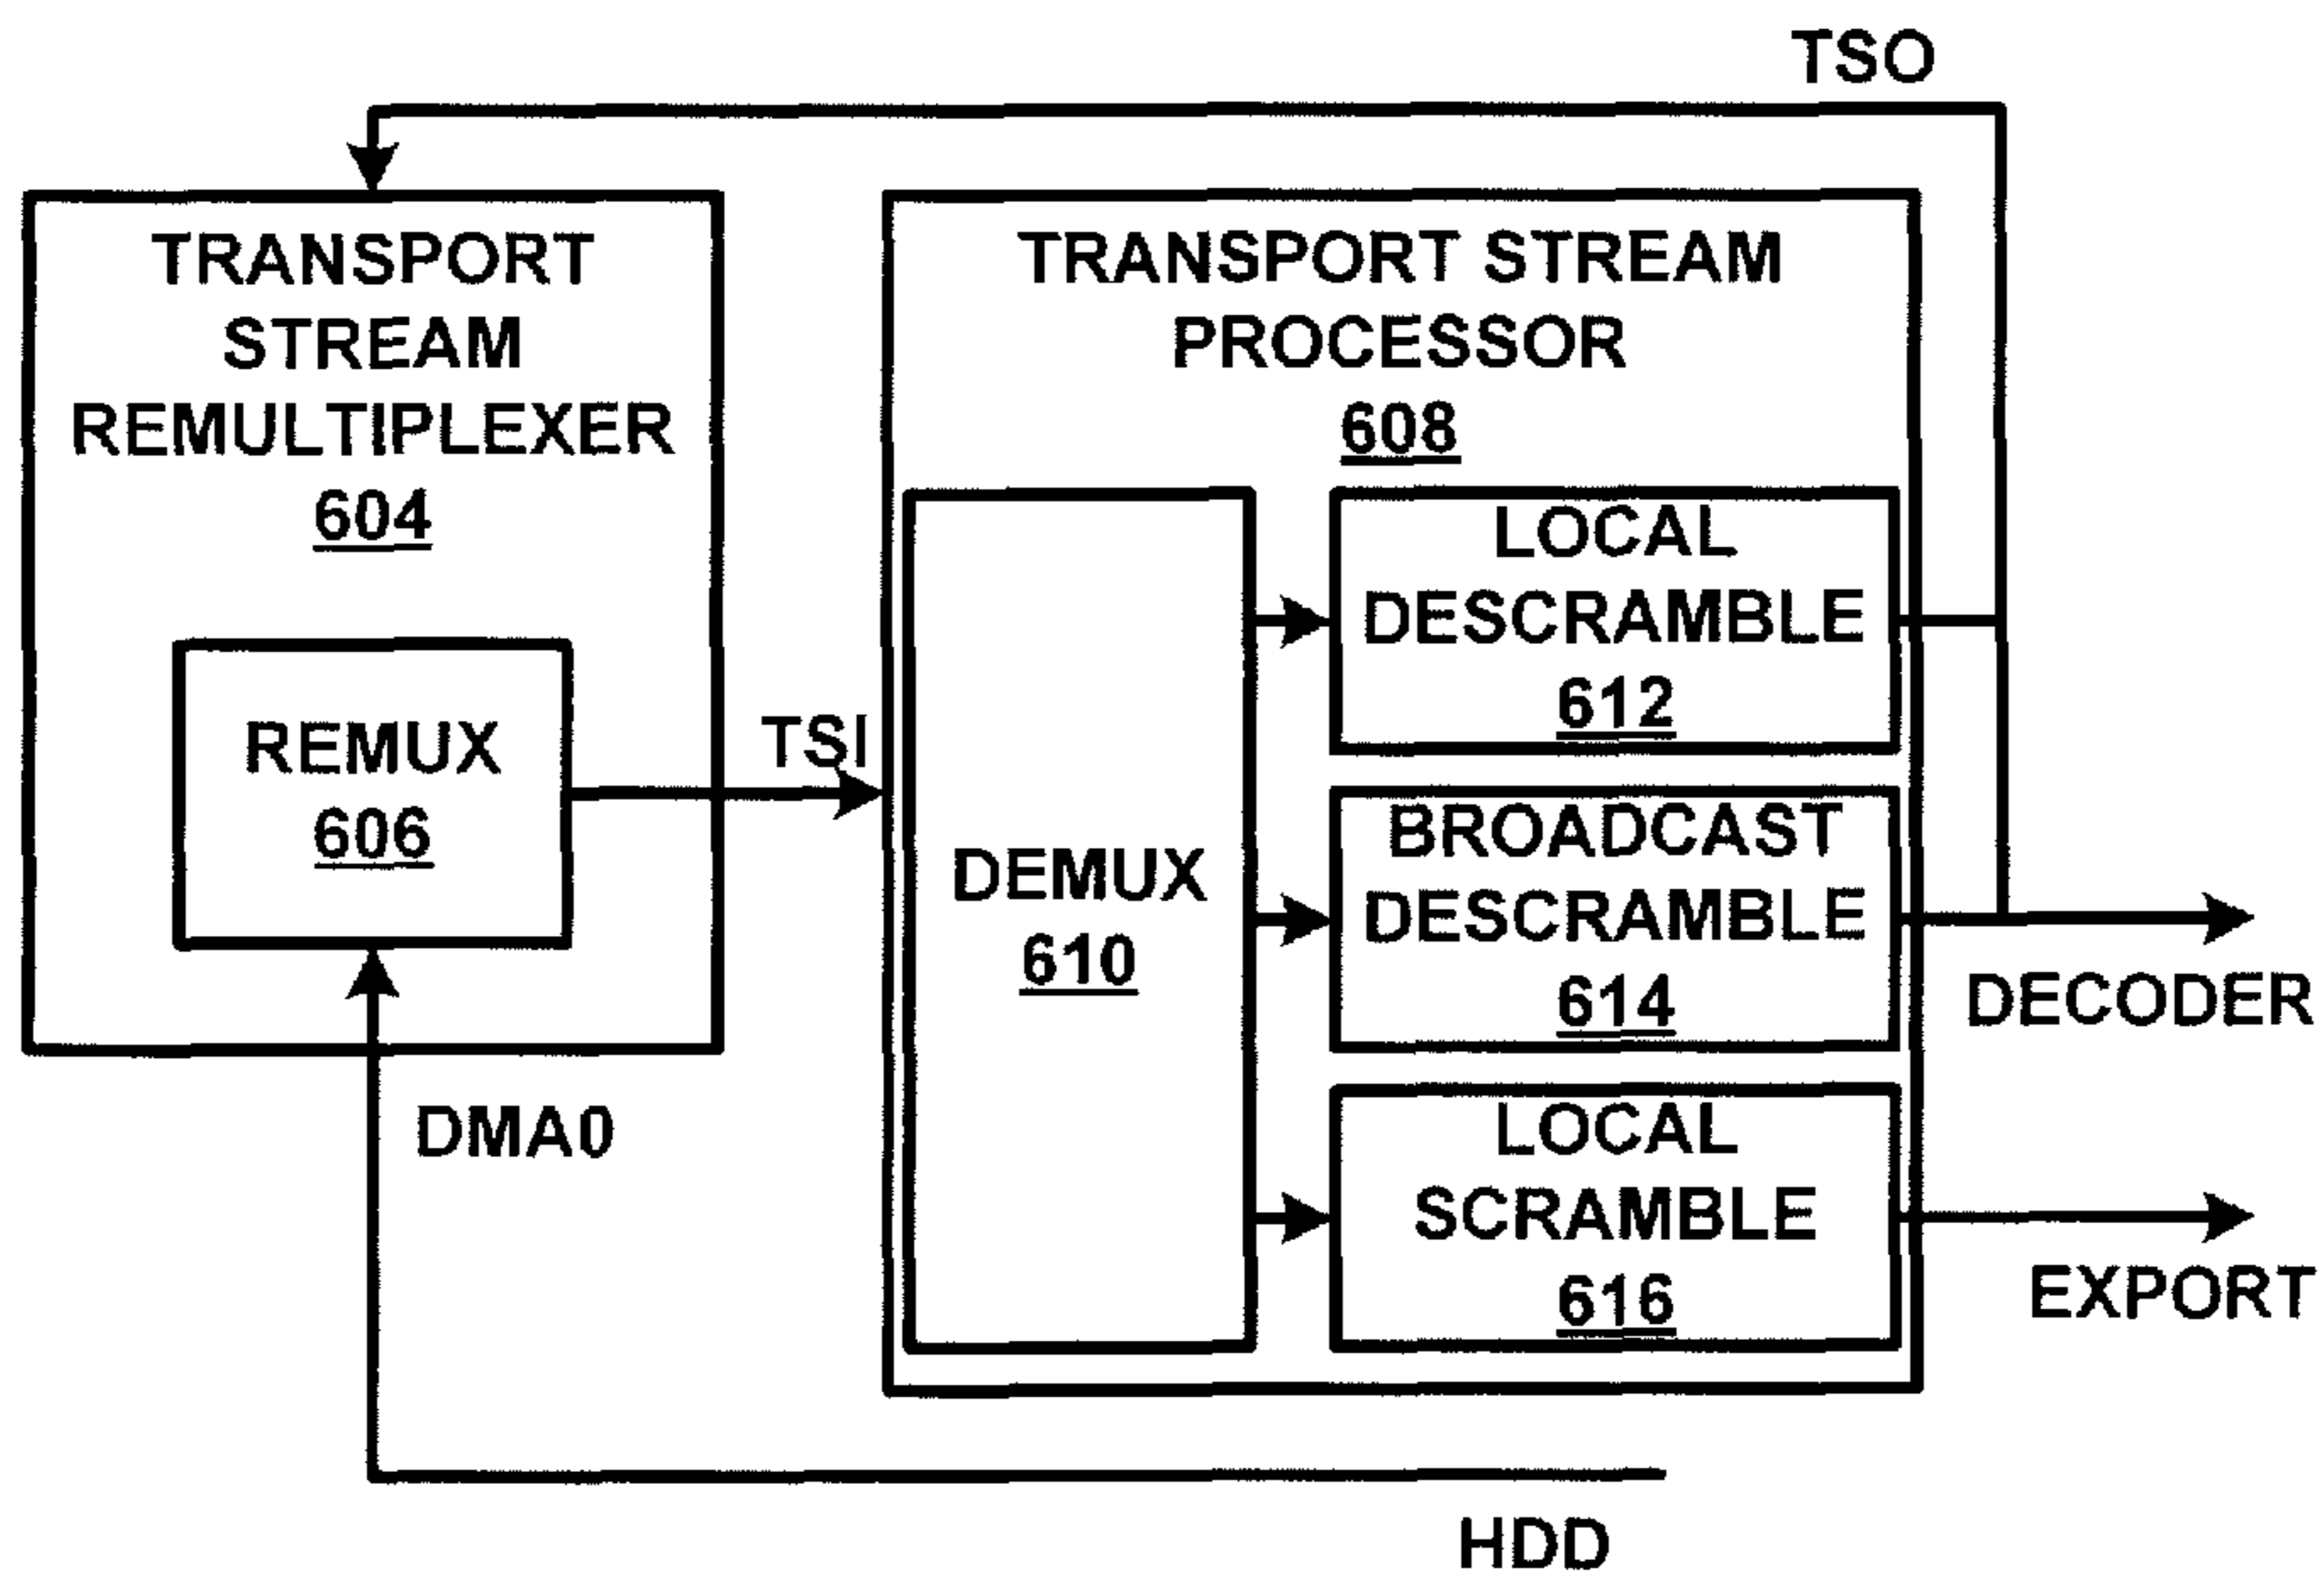 TSO
TRANSPORT
STREAM
REMULTIPLEXER
604
REMUX
606
TSI
DMA0
TRANSPORT STREAM
PROCESSOR
608
DEMUX
610
LOCAL
DESCRAMBLE
612
BROADCAST
DESCRAMBLE
614
LOCAL
SCRAMBLE
616
DECODER
EXPORT
HDD